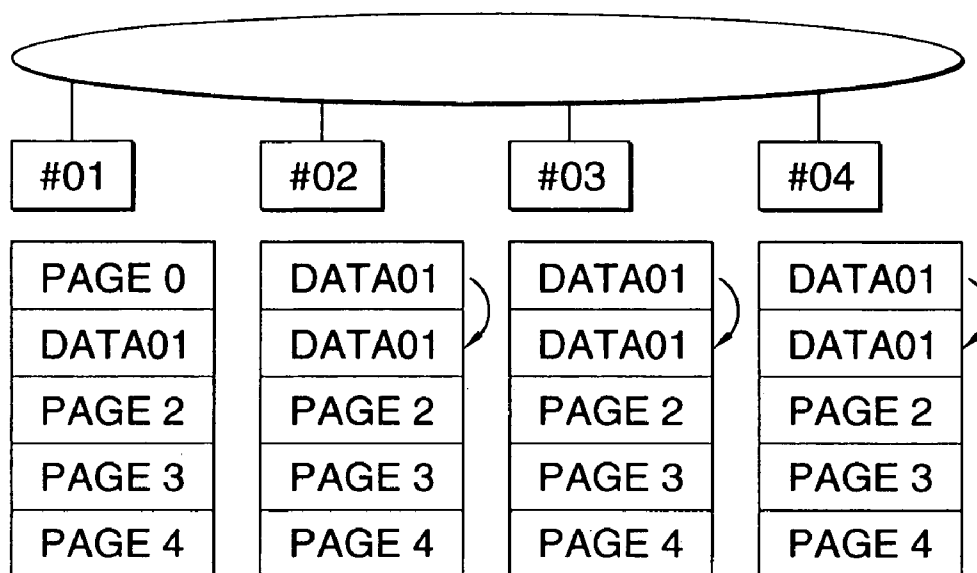 #01 #02 #03 #04
PAGE 0 DATA01 DATA01 DATA01
DATA01 DATA01 DATA01 DATA01
PAGE 2 PAGE 2 PAGE 2 PAGE 2
PAGE 3 PAGE 3 PAGE 3 PAGE 3
PAGE 4 PAGE 4 PAGE 4 PAGE 4